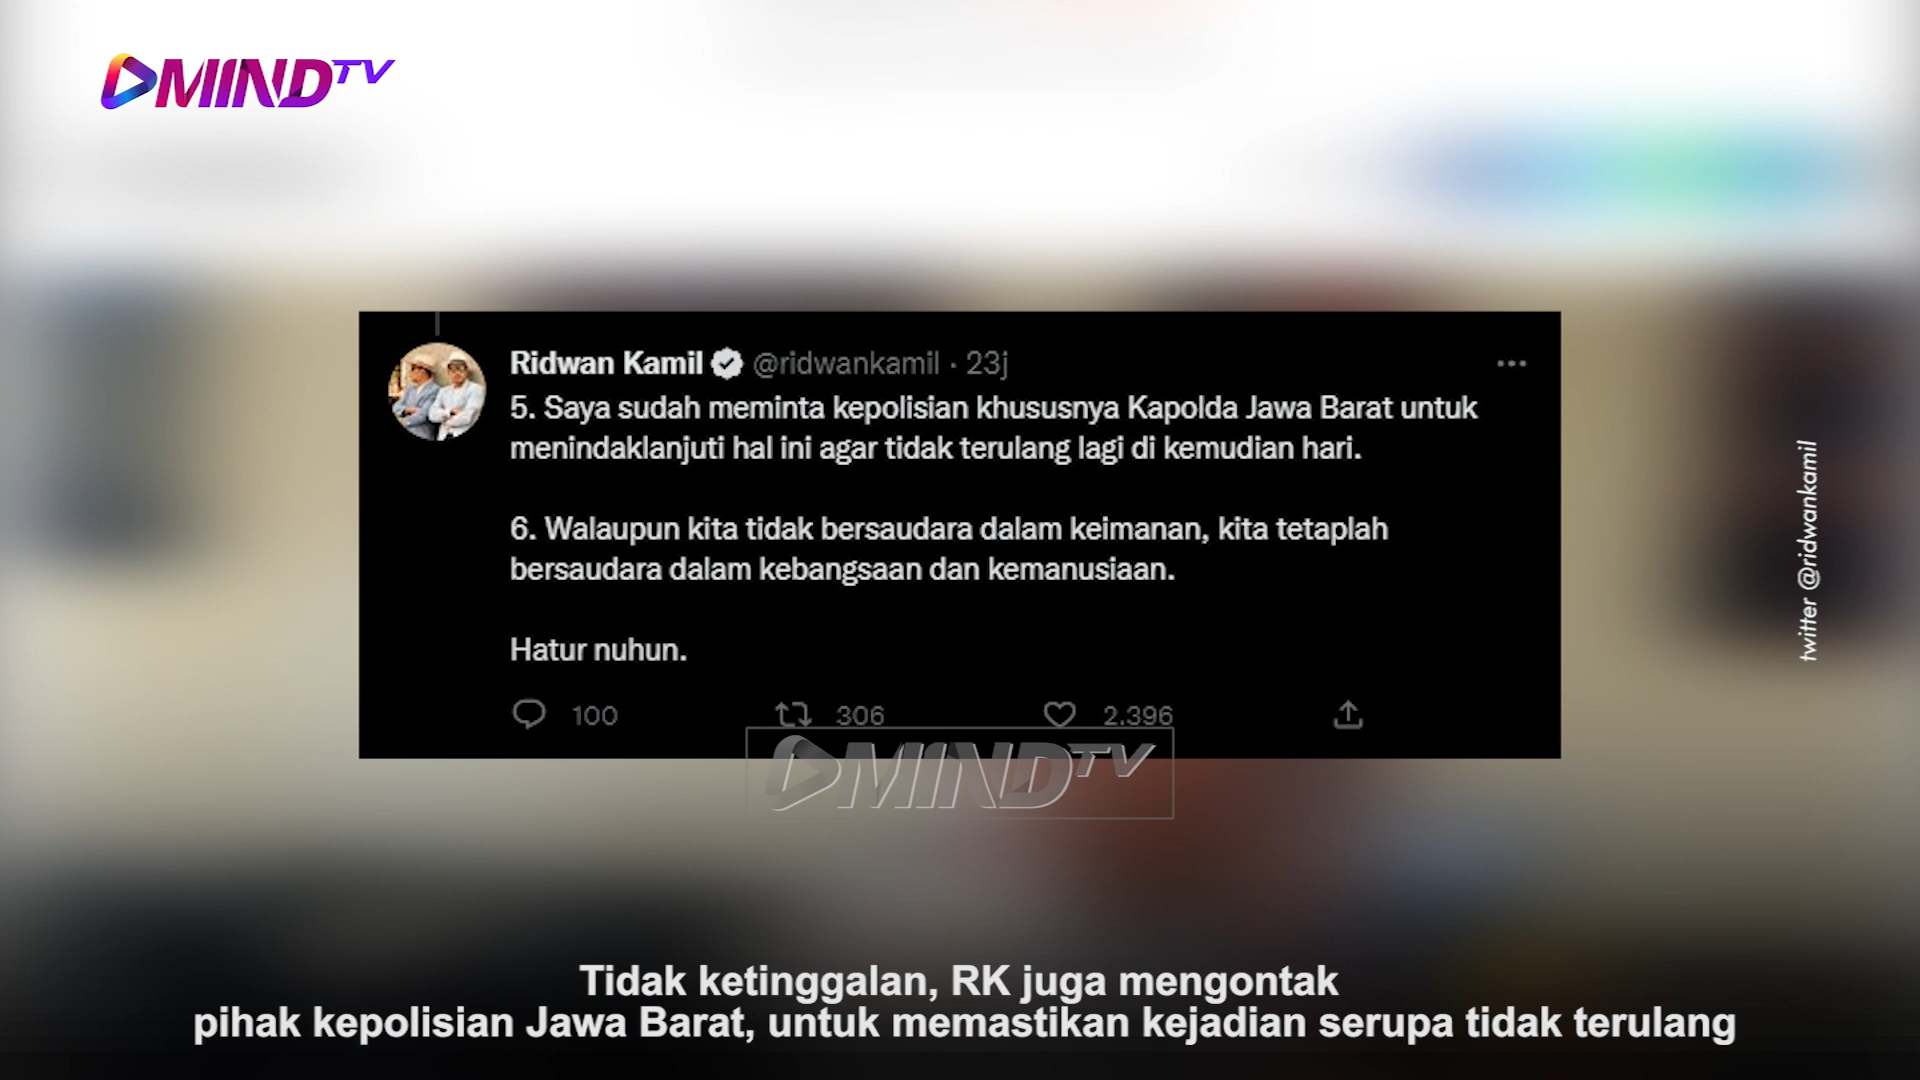 MINDTV
Ridwan Kamil @ridwankamil · 23j
5. Saya sudah meminta kepolisian khususnya Kapolda Jawa Barat untuk
menindaklanjuti hal ini agar tidak terulang lagi di kemudian hari.
6. Walaupun kita tidak bersaudara dalam keimanan, kita tetaplah
bersaudara dalam kebangsaan dan kemanusiaan.
Hatur nuhun.
100 306 2.396
MINDTV
twitter @ridwankamil
Tidak ketinggalan, RK juga mengontak
pihak kepolisian Jawa Barat, untuk memastikan kejadian serupa tidak terulang